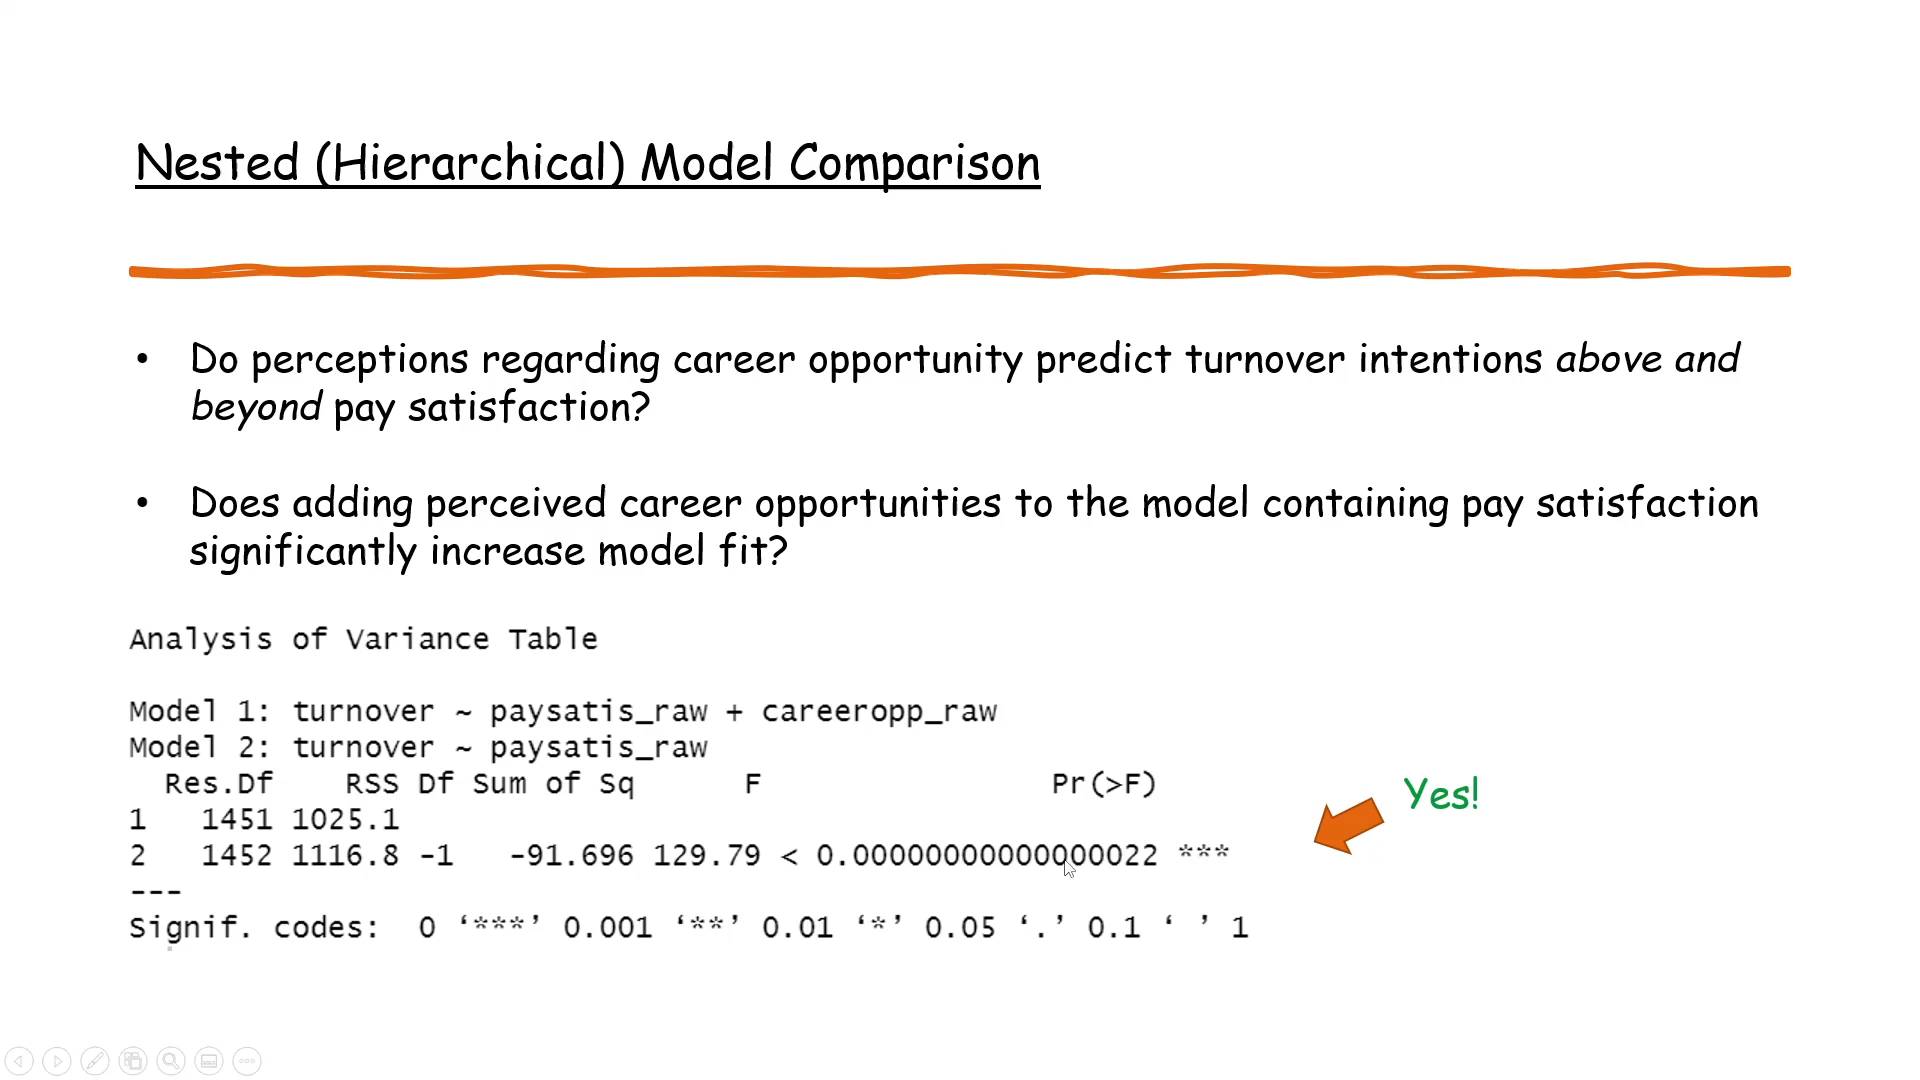 Nested (Hierarchical) Model Comparison
• Do perceptions regarding career opportunity predict turnover intentions above and
beyond pay satisfaction?
• Does adding perceived career opportunities to the model containing pay satisfaction
significantly increase model fit?
Analysis of Variance Table
Model 1: turnover ~ paysatis_raw + careeropp_raw
Model 2: turnover ~ paysatis_raw
Res.Df RSS Df Sum of Sq F Pr(>F)
1 1451 1025.1
2 1452 1116.8 -1 -91.696 129.79 < 0.00000000000000022 ***
---
Signif. codes: 0 ‘***’ 0.001 ‘**’ 0.01 ‘*’ 0.05 ‘.’ 0.1 ‘ ’ 1
Yes!